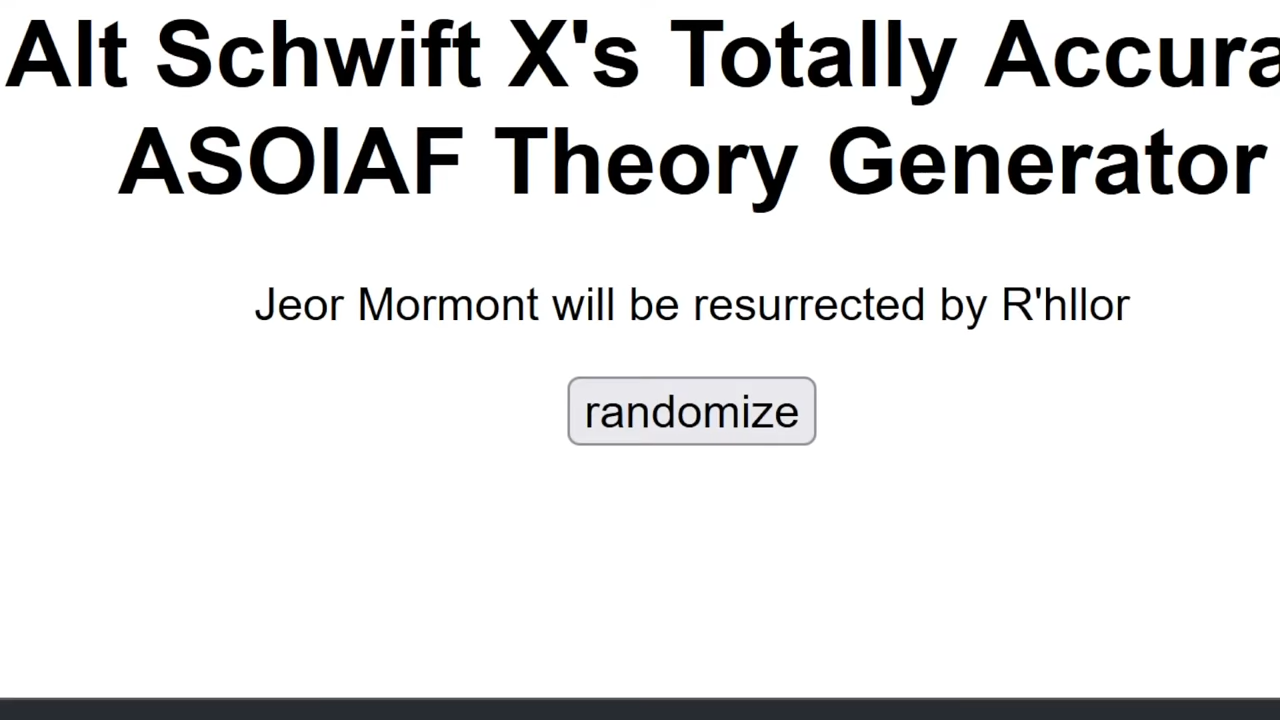 Alt Schwift X's Totally Accura
ASOIAF Theory Generator
Jeor Mormont will be resurrected by R'hllor
randomize